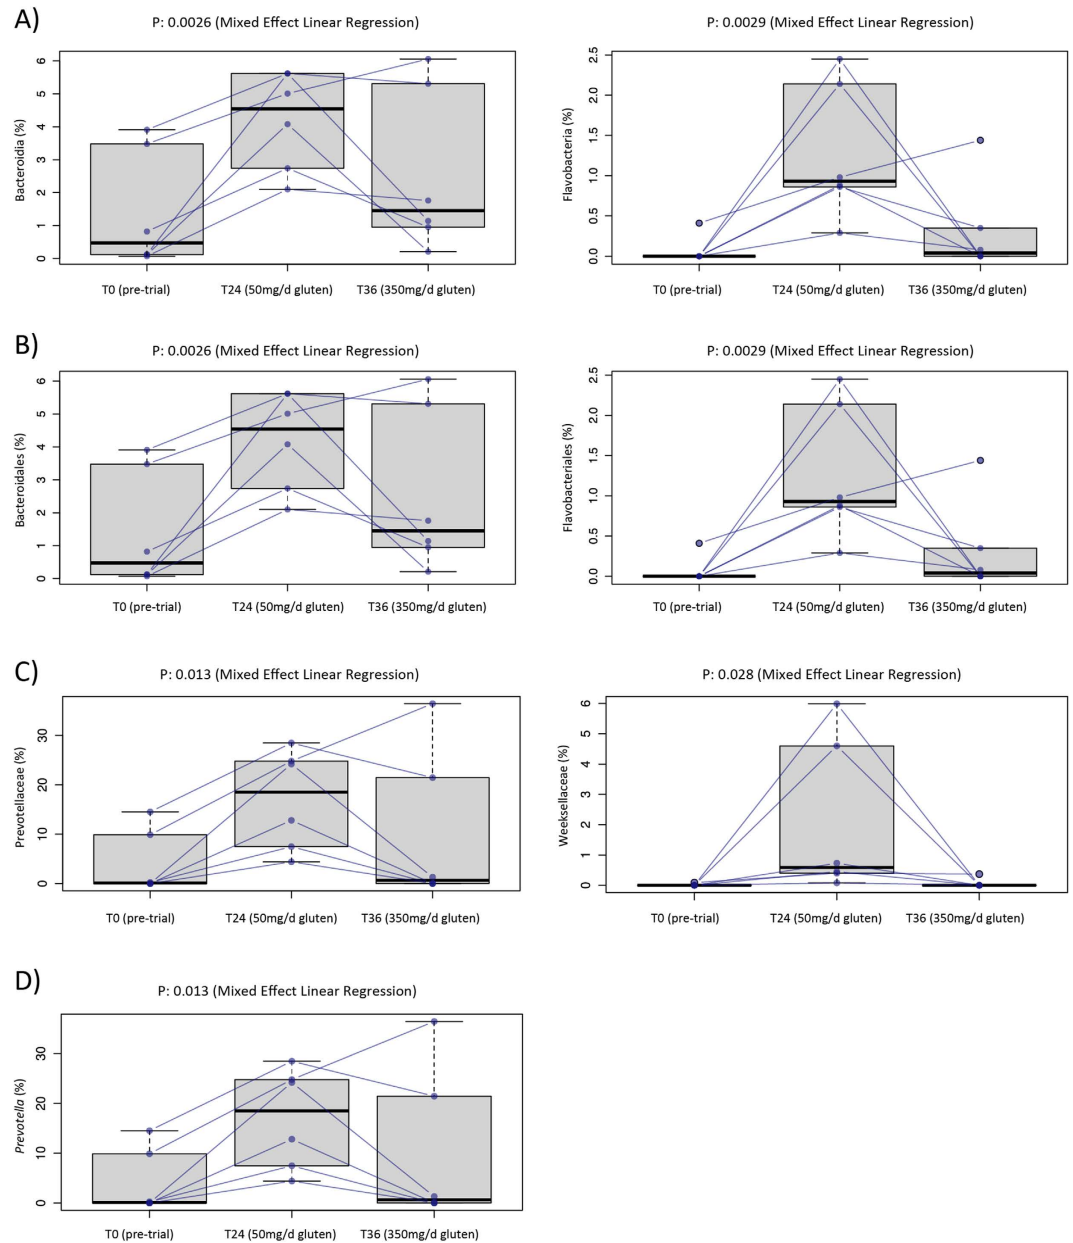 A)
P: 0.0026 (Mixed Effect Linear Regression)
Bacteroidia (%)
6
5
4
3
2
1
0
T0 (pre-trial) T24 (50mg/d gluten) T36 (350mg/d gluten)
P: 0.0029 (Mixed Effect Linear Regression)
Flavobacteria (%)
2.5
2.0
1.5
1.0
0.5
0.0
T0 (pre-trial) T24 (50mg/d gluten) T36 (350mg/d gluten)
B)
P: 0.0026 (Mixed Effect Linear Regression)
Bacteroidales (%)
6
5
4
3
2
1
0
T0 (pre-trial) T24 (50mg/d gluten) T36 (350mg/d gluten)
P: 0.0029 (Mixed Effect Linear Regression)
Flavobacteriales (%)
2.5
2.0
1.5
1.0
0.5
0.0
T0 (pre-trial) T24 (50mg/d gluten) T36 (350mg/d gluten)
C)
P: 0.013 (Mixed Effect Linear Regression)
Prevotellaceae (%)
30
20
10
0
T0 (pre-trial) T24 (50mg/d gluten) T36 (350mg/d gluten)
P: 0.028 (Mixed Effect Linear Regression)
Weeksellaceae (%)
6
5
4
3
2
1
0
T0 (pre-trial) T24 (50mg/d gluten) T36 (350mg/d gluten)
D)
P: 0.013 (Mixed Effect Linear Regression)
Prevotella (%)
30
20
10
0
T0 (pre-trial) T24 (50mg/d gluten) T36 (350mg/d gluten)